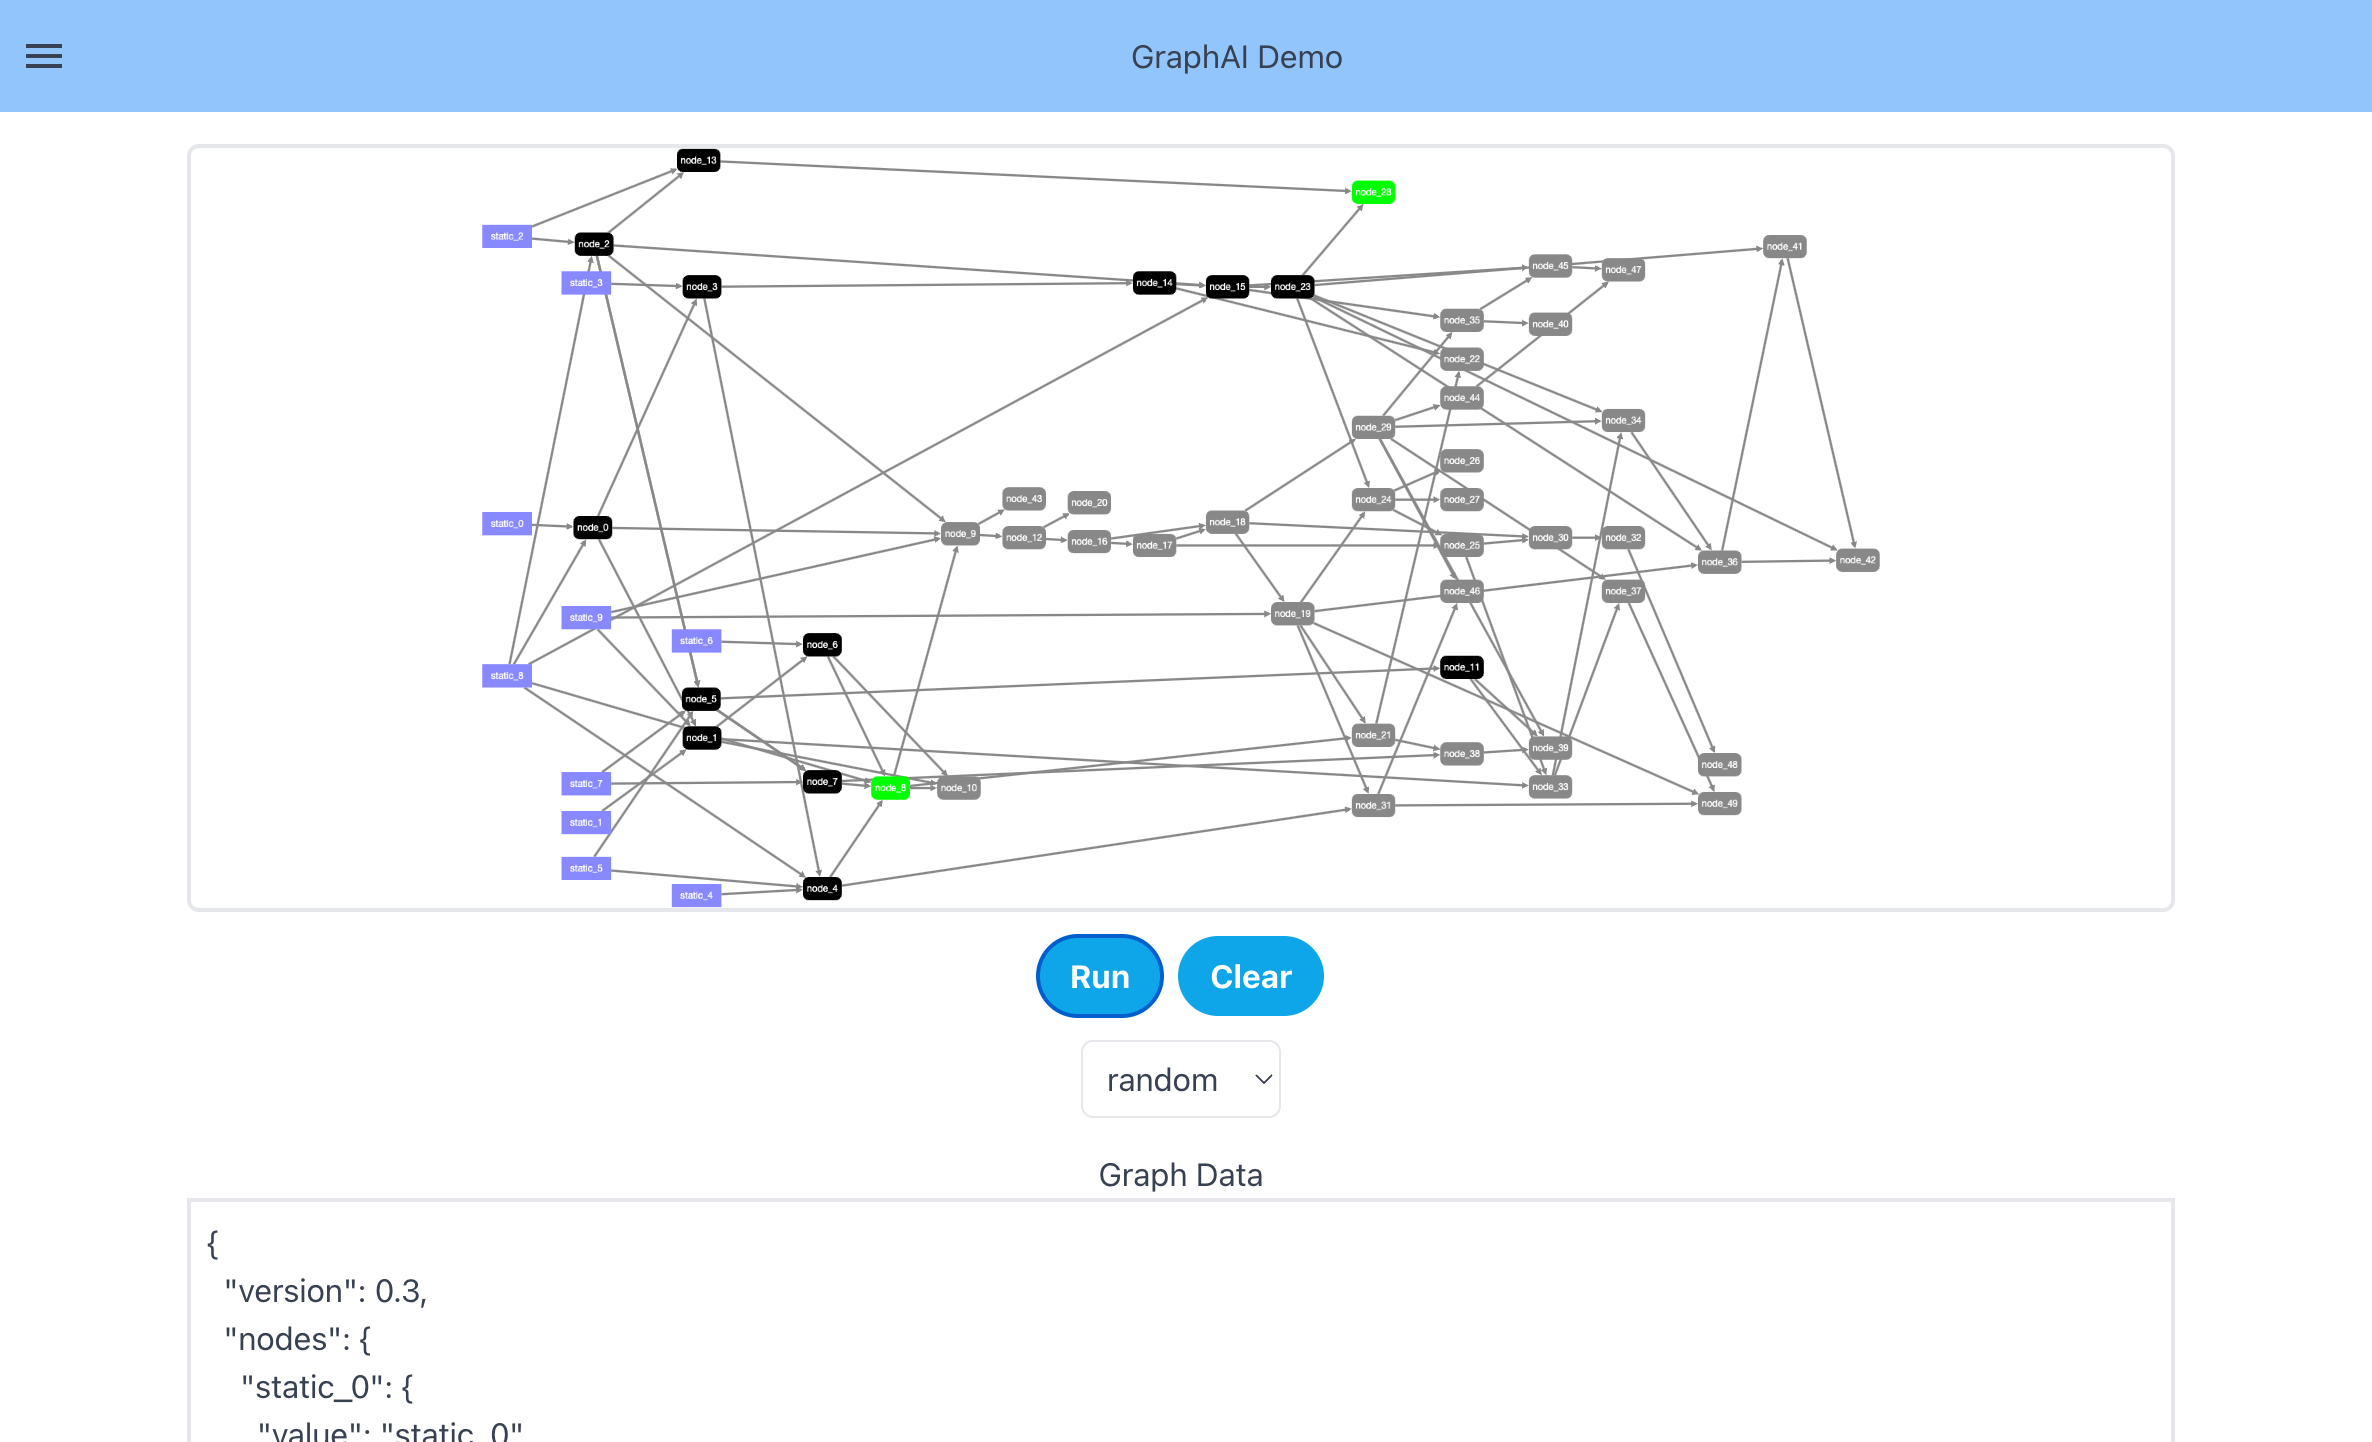 GraphAI Demo
node_13
node_28
static_2
node_2
node_41
node_45
node_47
static_3
node_3
node_14
node_15
node_23
node_35
node_40
node_22
node_44
node_34
node_29
node_26
static_0
node_0
node_43
node_20
node_24
node_27
node_9
node_12
node_16
node_17
node_18
node_25
node_30
node_32
node_36
node_42
static_9
node_19
node_46
node_37
static_6
node_6
static_8
node_11
node_5
node_1
node_21
node_39
node_38
node_48
static_7
node_7
node_8
node_10
node_33
static_1
node_31
node_49
static_5
static_4
node_4
Run
Clear
random
Graph Data
{
"version": 0.3,
"nodes": {
"static_0": {
"value": "static_0"